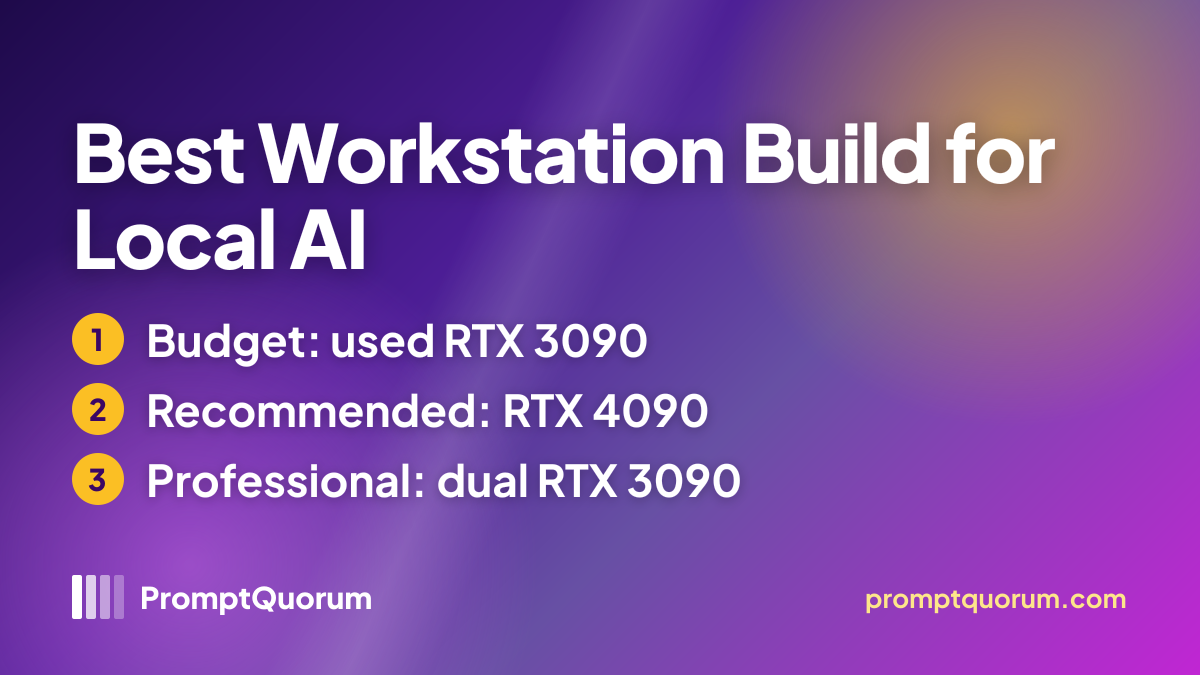 Best Workstation Build for
Local AI
1 Budget: used RTX 3090
2 Recommended: RTX 4090
3 Professional: dual RTX 3090
PromptQuorum
promptquorum.com